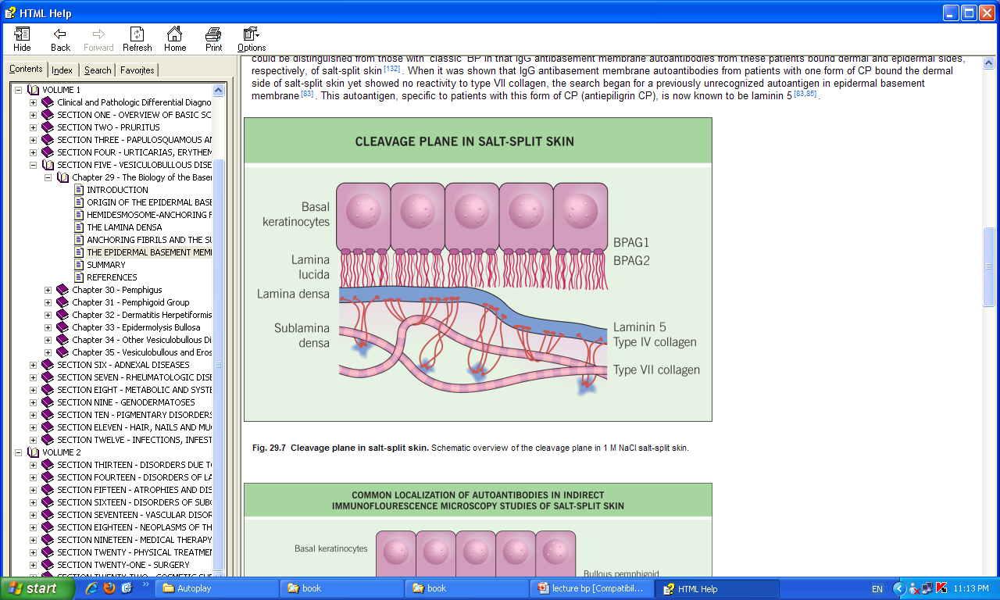 HTML Help
Hide Back Forward Refresh Home Print Options
Contents Index Search Favorites
VOLUME 1
Clinical and Pathologic Differential Diagno
SECTION ONE - OVERVIEW OF BASIC SC
SECTION TWO - PRURITUS
SECTION THREE - PAPULOSQUAMOUS AN
SECTION FOUR - URTICARIAS, ERYTHEM
SECTION FIVE - VESICULOBULLOUS DISE
Chapter 29 - The Biology of the Baser
INTRODUCTION
ORIGIN OF THE EPIDERMAL BASE
HEMIDESMOSOME-ANCHORING F
THE LAMINA DENSA
ANCHORING FIBRILS AND THE SU
THE EPIDERMAL BASEMENT MEM
SUMMARY
REFERENCES
Chapter 30 - Pemphigus
Chapter 31 - Pemphigoid Group
Chapter 32 - Dermatitis Herpetiformis
Chapter 33 - Epidermolysis Bullosa
Chapter 34 - Other Vesiculobullous Di
Chapter 35 - Vesiculobullous and Eros
SECTION SIX - ADNEXAL DISEASES
SECTION SEVEN - RHEUMATOLOGIC DISE
SECTION EIGHT - METABOLIC AND SYSTE
SECTION NINE - GENODERMATOSES
SECTION TEN - PIGMENTARY DISORDERS
SECTION ELEVEN - HAIR, NAILS AND MUC
SECTION TWELVE - INFECTIONS, INFEST
VOLUME 2
SECTION THIRTEEN - DISORDERS DUE TO
SECTION FOURTEEN - DISORDERS OF LA
SECTION FIFTEEN - ATROPHIES AND DIS
SECTION SIXTEEN - DISORDERS OF SUBC
SECTION SEVENTEEN - VASCULAR DISOR
SECTION EIGHTEEN - NEOPLASMS OF TH
SECTION NINETEEN - MEDICAL THERAPY
SECTION TWENTY - PHYSICAL TREATMEN
SECTION TWENTY-ONE - SURGERY
could be distinguished from those with 'classic' BP in that IgG antibasement membrane autoantibodies from these patients bound dermal and epidermal sides,
respectively, of salt-split skin [132]. When it was shown that IgG antibasement membrane autoantibodies from patients with one form of CP bound the dermal
side of salt-split skin yet showed no reactivity to type VII collagen, the search began for a previously unrecognized autoantigen in epidermal basement
membrane [83]. This autoantigen, specific to patients with this form of CP (antiepiligrin CP), is now known to be laminin 5 [83,85].
CLEAVAGE PLANE IN SALT-SPLIT SKIN
Basal
keratinocytes
BPAG1
BPAG2
Lamina
lucida
Lamina densa
Sublamina
densa
Laminin 5
Type IV collagen
Type VII collagen
Fig. 29.7 Cleavage plane in salt-split skin. Schematic overview of the cleavage plane in 1 M NaCl salt-split skin.
COMMON LOCALIZATION OF AUTOANTIBODIES IN INDIRECT
IMMUNOFLOURESCENCE MICROSCOPY STUDIES OF SALT-SPLIT SKIN
Basal keratinocytes
Bullous pemphigoid
start Autoplay book book lecture bp [Compatibil... HTML Help EN 11:13 PM